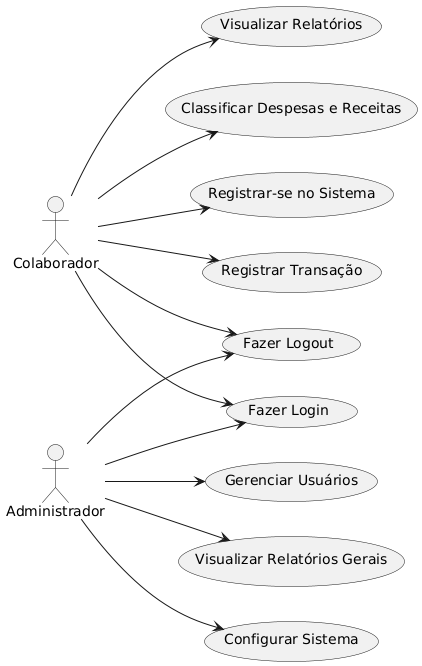 Visualizar Relatórios
Classificar Despesas e Receitas
Registrar-se no Sistema
Colaborador
Registrar Transação
Fazer Logout
Fazer Login
Gerenciar Usuários
Administrador
Visualizar Relatórios Gerais
Configurar Sistema